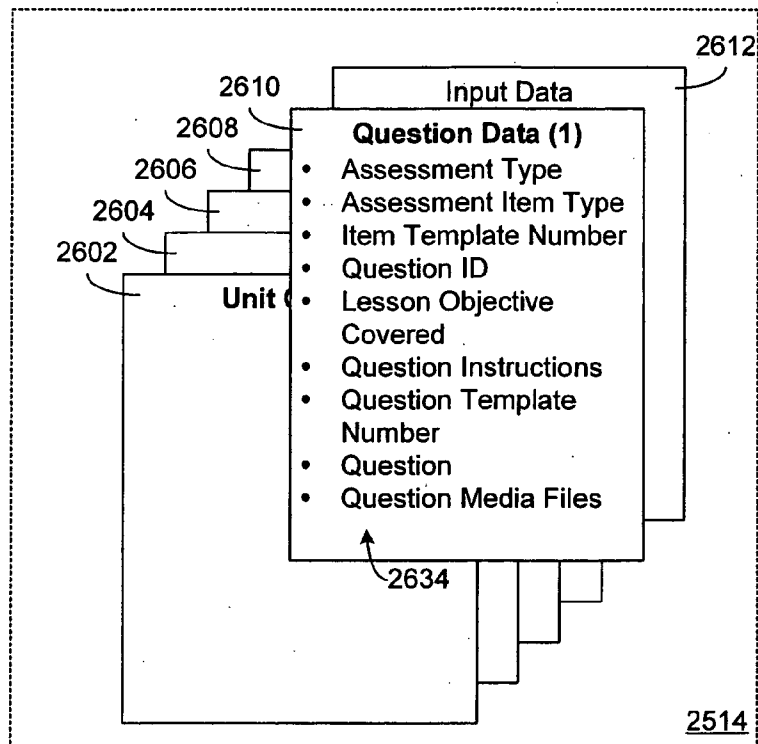 2612
2610
Input Data
2608
Question Data (1)
2606
• Assessment Type
2604
• Assessment Item Type
2602
• Item Template Number
• Question ID
Unit
• Lesson Objective
Covered
• Question Instructions
• Question Template
Number
• Question
• Question Media Files
2634
2514